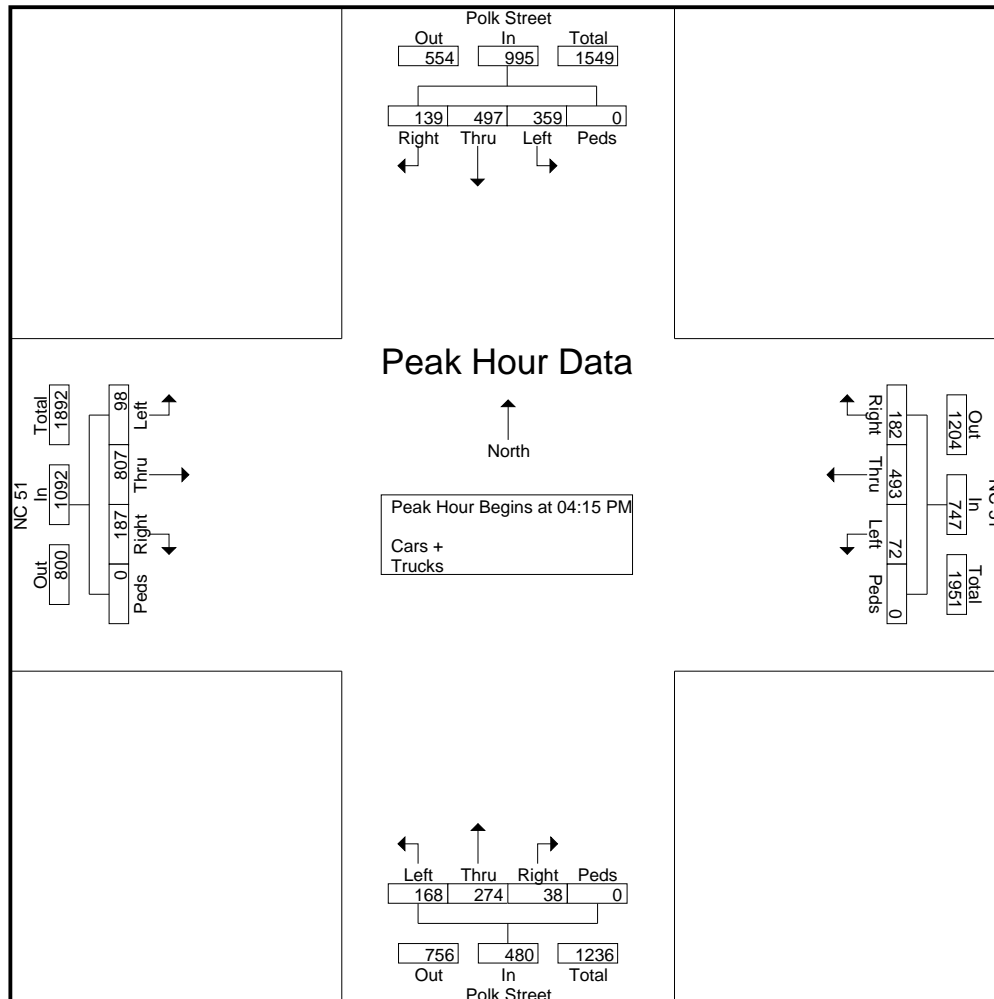 Polk Street
Out In Total
554 995 1549
139 497 359 0
Right Thru Left Peds
Peak Hour Data
North
Peak Hour Begins at 04:15 PM
Cars +
Trucks
NC 51
Total In Out
1892 1092 800
98 807 187 0
Left Thru Right Peds
Out In Total
1204 747 1951
182 493 72 0
Right Thru Left Peds
Left Thru Right Peds
168 274 38 0
756 480 1236
Out In Total
Polk Street